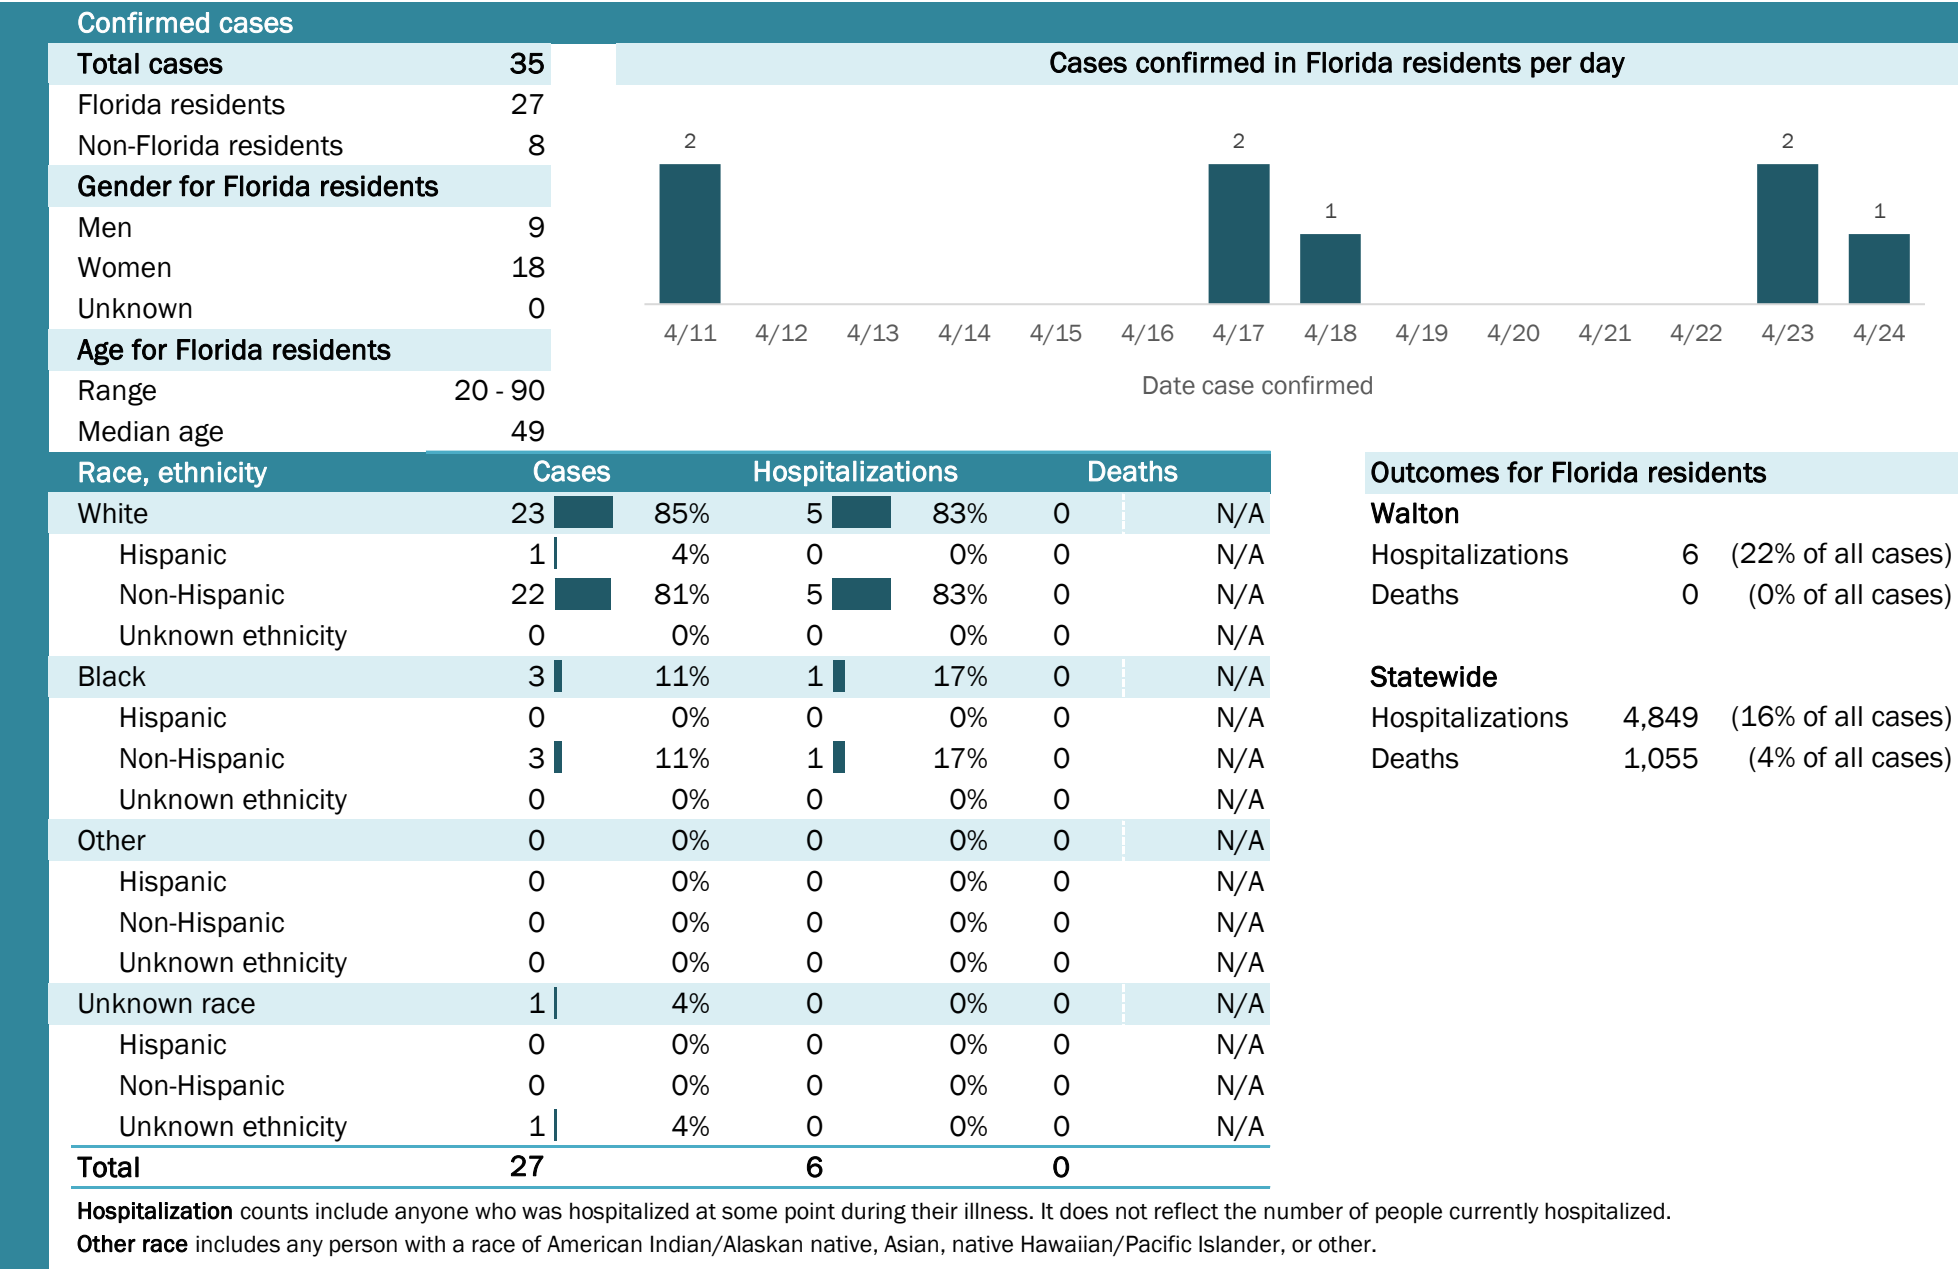 Confirmed cases
Total cases 35
Florida residents 27
Non-Florida residents 8
Gender for Florida residents
Men 9
Women 18
Unknown 0
Age for Florida residents
Range 20 - 90
Median age 49
Cases confirmed in Florida residents per day
2 2 1 2 1
4/11 4/12 4/13 4/14 4/15 4/16 4/17 4/18 4/19 4/20 4/21 4/22 4/23 4/24
Date case confirmed
Race, ethnicity Cases Hospitalizations Deaths
White 23 85% 5 83% 0 N/A
Hispanic 1 4% 0 0% 0 N/A
Non-Hispanic 22 81% 5 83% 0 N/A
Unknown ethnicity 0 0% 0 0% 0 N/A
Black 3 11% 1 17% 0 N/A
Hispanic 0 0% 0 0% 0 N/A
Non-Hispanic 3 11% 1 17% 0 N/A
Unknown ethnicity 0 0% 0 0% 0 N/A
Other 0 0% 0 0% 0 N/A
Hispanic 0 0% 0 0% 0 N/A
Non-Hispanic 0 0% 0 0% 0 N/A
Unknown ethnicity 0 0% 0 0% 0 N/A
Unknown race 1 4% 0 0% 0 N/A
Hispanic 0 0% 0 0% 0 N/A
Non-Hispanic 0 0% 0 0% 0 N/A
Unknown ethnicity 1 4% 0 0% 0 N/A
Total 27 6 0
Outcomes for Florida residents
Walton
Hospitalizations 6 (22% of all cases)
Deaths 0 (0% of all cases)
Statewide
Hospitalizations 4,849 (16% of all cases)
Deaths 1,055 (4% of all cases)
Hospitalization counts include anyone who was hospitalized at some point during their illness. It does not reflect the number of people currently hospitalized.
Other race includes any person with a race of American Indian/Alaskan native, Asian, native Hawaiian/Pacific Islander, or other.